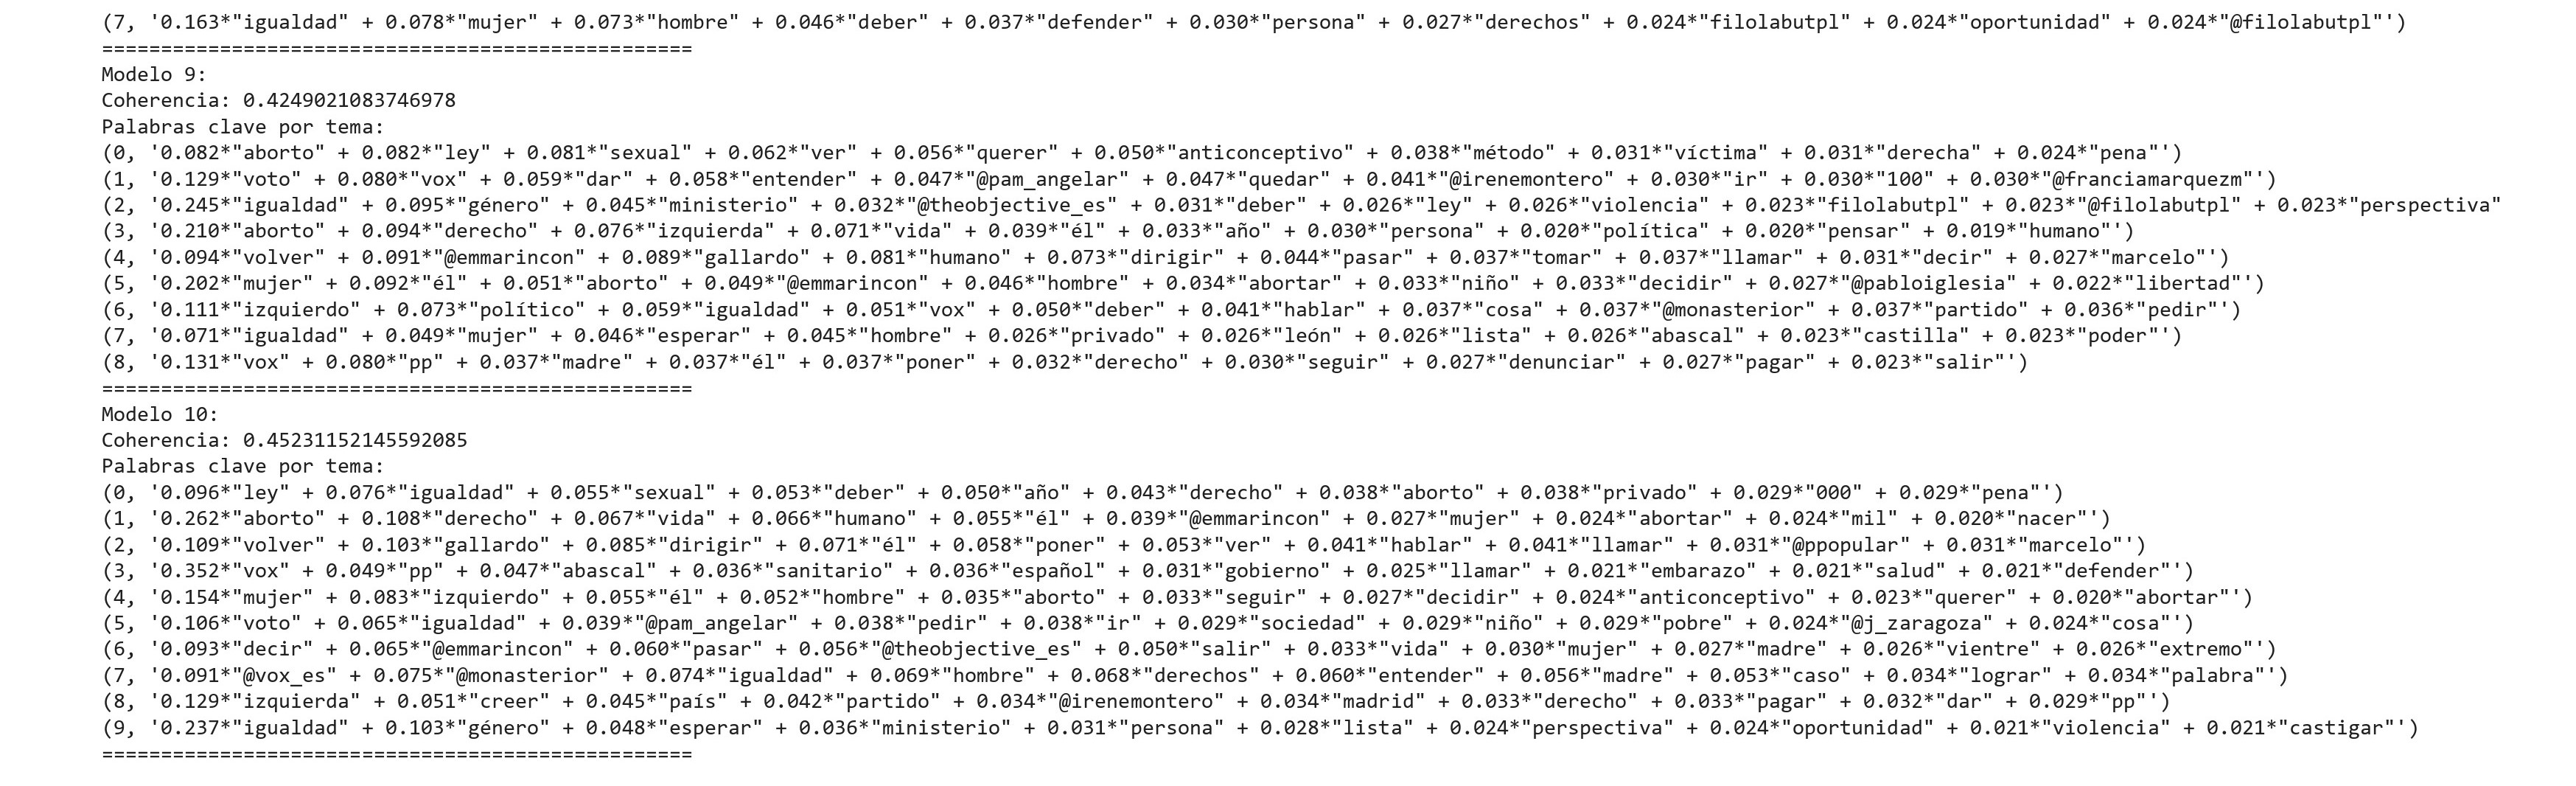 (7, '0.163*"igualdad" + 0.078*"mujer" + 0.073*"hombre" + 0.046*"deber" + 0.037*"defender" + 0.030*"persona" + 0.027*"derechos" + 0.024*"filolabutpl" + 0.024*"oportunidad" + 0.024*"@filolabutpl"')
==================================================
Modelo 9:
Coherencia: 0.4249021083746978
Palabras clave por tema:
(0, '0.082*"aborto" + 0.082*"ley" + 0.081*"sexual" + 0.062*"ver" + 0.056*"querer" + 0.050*"anticonceptivo" + 0.038*"método" + 0.031*"víctima" + 0.031*"derecha" + 0.024*"pena"')
(1, '0.129*"voto" + 0.080*"vox" + 0.059*"dar" + 0.058*"entender" + 0.047*"@pam_angelar" + 0.047*"quedar" + 0.041*"@irenemontero" + 0.030*"ir" + 0.030*"100" + 0.030*"@franciamarquezm"')
(2, '0.245*"igualdad" + 0.095*"género" + 0.045*"ministerio" + 0.032*"@theobjective_es" + 0.031*"deber" + 0.026*"ley" + 0.026*"violencia" + 0.023*"filolabutpl" + 0.023*"@filolabutpl" + 0.023*"perspectiva"
(3, '0.210*"aborto" + 0.094*"derecho" + 0.076*"izquierda" + 0.071*"vida" + 0.039*"él" + 0.033*"año" + 0.030*"persona" + 0.020*"política" + 0.020*"pensar" + 0.019*"humano"')
(4, '0.094*"volver" + 0.091*"@emmarincon" + 0.089*"gallardo" + 0.081*"humano" + 0.073*"dirigir" + 0.044*"pasar" + 0.037*"tomar" + 0.037*"llamar" + 0.031*"decir" + 0.027*"marcelo"')
(5, '0.202*"mujer" + 0.092*"él" + 0.051*"aborto" + 0.049*"@emmarincon" + 0.046*"hombre" + 0.034*"abortar" + 0.033*"niño" + 0.033*"decidir" + 0.027*"@pabloiglesia" + 0.022*"libertad"')
(6, '0.111*"izquierdo" + 0.073*"político" + 0.059*"igualdad" + 0.051*"vox" + 0.050*"deber" + 0.041*"hablar" + 0.037*"cosa" + 0.037*"@monasterior" + 0.037*"partido" + 0.036*"pedir"')
(7, '0.071*"igualdad" + 0.049*"mujer" + 0.046*"esperar" + 0.045*"hombre" + 0.026*"privado" + 0.026*"león" + 0.026*"lista" + 0.026*"abascal" + 0.023*"castilla" + 0.023*"poder"')
(8, '0.131*"vox" + 0.080*"pp" + 0.037*"madre" + 0.037*"él" + 0.037*"poner" + 0.032*"derecho" + 0.030*"seguir" + 0.027*"denunciar" + 0.027*"pagar" + 0.023*"salir"')
==================================================
Modelo 10:
Coherencia: 0.45231152145592085
Palabras clave por tema:
(0, '0.096*"ley" + 0.076*"igualdad" + 0.055*"sexual" + 0.053*"deber" + 0.050*"año" + 0.043*"derecho" + 0.038*"aborto" + 0.038*"privado" + 0.029*"000" + 0.029*"pena"')
(1, '0.262*"aborto" + 0.108*"derecho" + 0.067*"vida" + 0.066*"humano" + 0.055*"él" + 0.039*"@emmarincon" + 0.027*"mujer" + 0.024*"abortar" + 0.024*"mil" + 0.020*"nacer"')
(2, '0.109*"volver" + 0.103*"gallardo" + 0.085*"dirigir" + 0.071*"él" + 0.058*"poner" + 0.053*"ver" + 0.041*"hablar" + 0.041*"llamar" + 0.031*"@ppopular" + 0.031*"marcelo"')
(3, '0.352*"vox" + 0.049*"pp" + 0.047*"abascal" + 0.036*"sanitario" + 0.036*"español" + 0.031*"gobierno" + 0.025*"llamar" + 0.021*"embarazo" + 0.021*"salud" + 0.021*"defender"')
(4, '0.154*"mujer" + 0.083*"izquierdo" + 0.055*"él" + 0.052*"hombre" + 0.035*"aborto" + 0.033*"seguir" + 0.027*"decidir" + 0.024*"anticonceptivo" + 0.023*"querer" + 0.020*"abortar"')
(5, '0.106*"voto" + 0.065*"igualdad" + 0.039*"@pam_angelar" + 0.038*"pedir" + 0.038*"ir" + 0.029*"sociedad" + 0.029*"niño" + 0.029*"pobre" + 0.024*"@j_zaragoza" + 0.024*"cosa"')
(6, '0.093*"decir" + 0.065*"@emmarincon" + 0.060*"pasar" + 0.056*"@theobjective_es" + 0.050*"salir" + 0.033*"vida" + 0.030*"mujer" + 0.027*"madre" + 0.026*"vientre" + 0.026*"extremo"')
(7, '0.091*"@vox_es" + 0.075*"@monasterior" + 0.074*"igualdad" + 0.069*"hombre" + 0.068*"derechos" + 0.060*"entender" + 0.056*"madre" + 0.053*"caso" + 0.034*"lograr" + 0.034*"palabra"')
(8, '0.129*"izquierda" + 0.051*"creer" + 0.045*"país" + 0.042*"partido" + 0.034*"@irenemontero" + 0.034*"madrid" + 0.033*"derecho" + 0.033*"pagar" + 0.032*"dar" + 0.029*"pp"')
(9, '0.237*"igualdad" + 0.103*"género" + 0.048*"esperar" + 0.036*"ministerio" + 0.031*"persona" + 0.028*"lista" + 0.024*"perspectiva" + 0.024*"oportunidad" + 0.021*"violencia" + 0.021*"castigar"')
==================================================